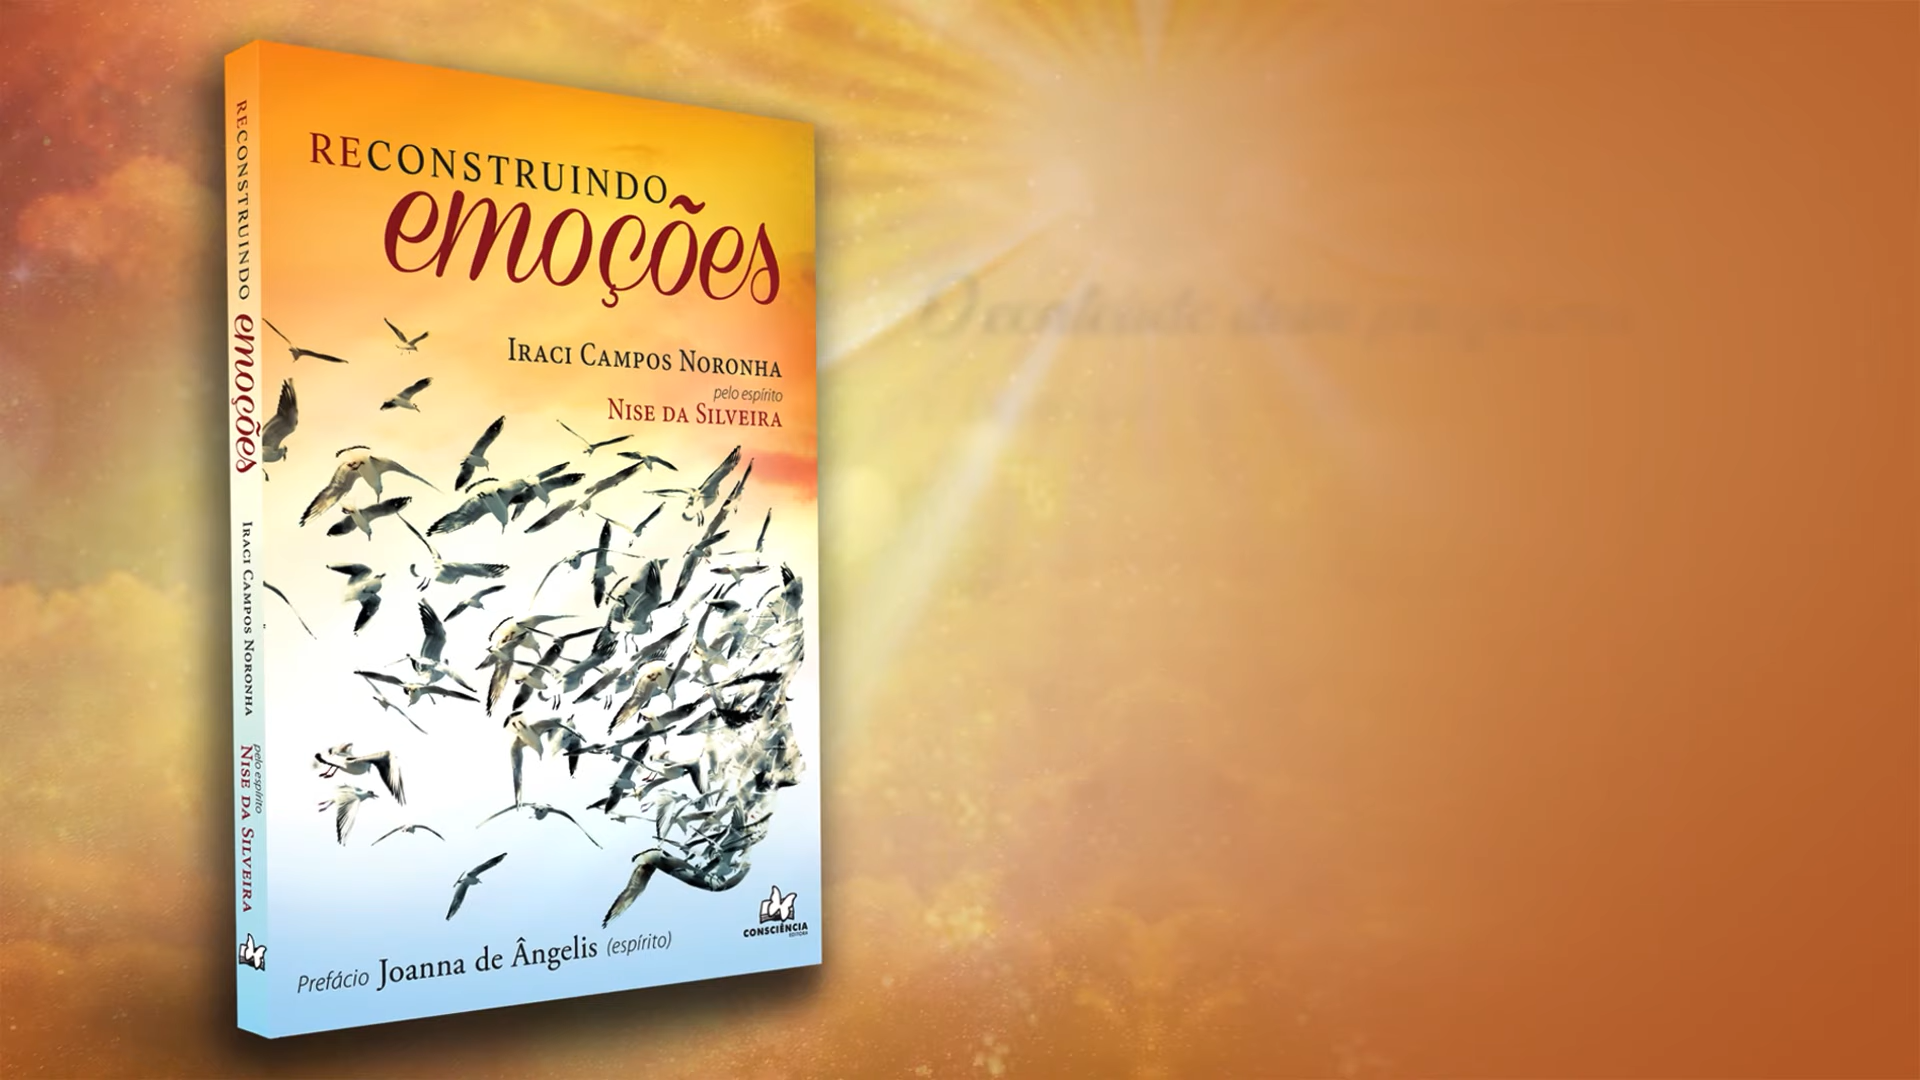 RECONSTRUINDO
emoções
IRACI CAMPOS NORONHA
pelo espírito
NISE DA SILVEIRA
Prefácio Joanna de Ângelis (espírito)
CONSCIÊNCIA
EDITORA
RECONSTRUINDO emoções
IRACI CAMPOS NORONHA
pelo espírito
NISE DA SILVEIRA